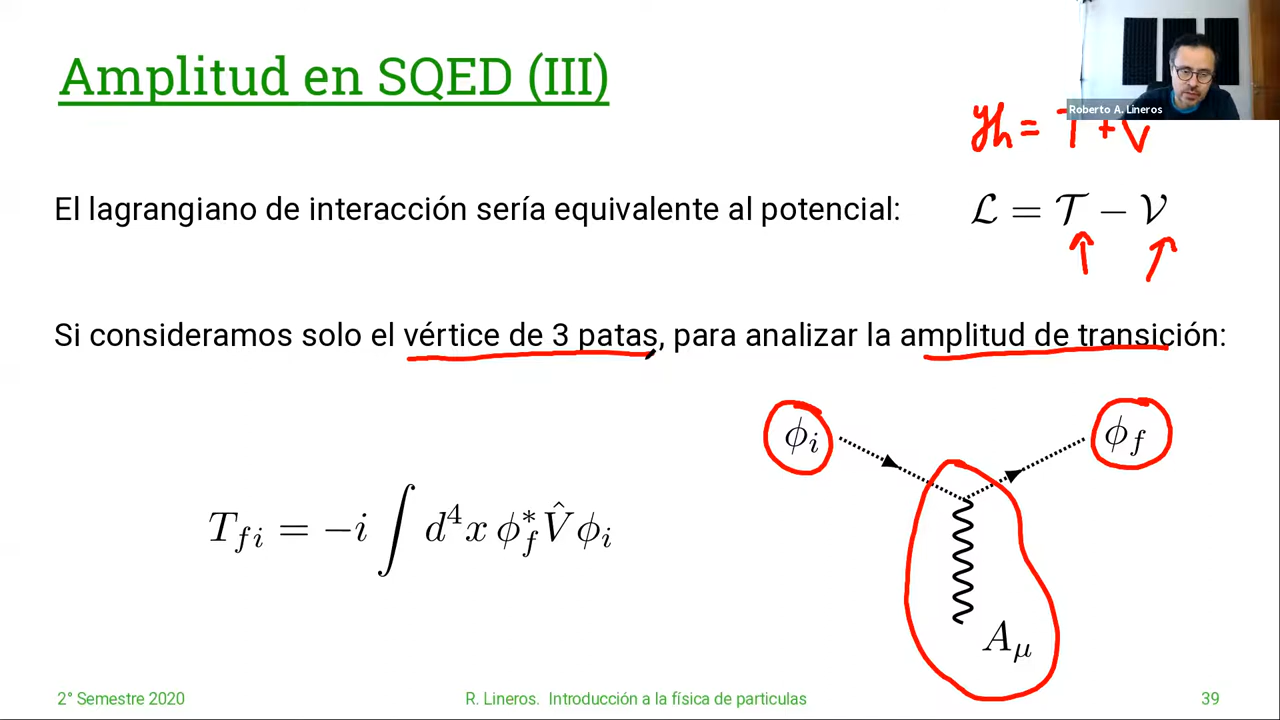 Amplitud en SQED (III)
Roberto A. Lineros
ℋ = T + V
El lagrangiano de interacción sería equivalente al potencial: ℒ = 𝒯 − 𝒱
Si consideramos solo el vértice de 3 patas, para analizar la amplitud de transición:
ϕ_i ϕ_f
T_{fi} = −i ∫ d⁴x ϕ_f^* V̂ ϕ_i
A_μ
2° Semestre 2020 R. Lineros. Introducción a la física de particulas 39